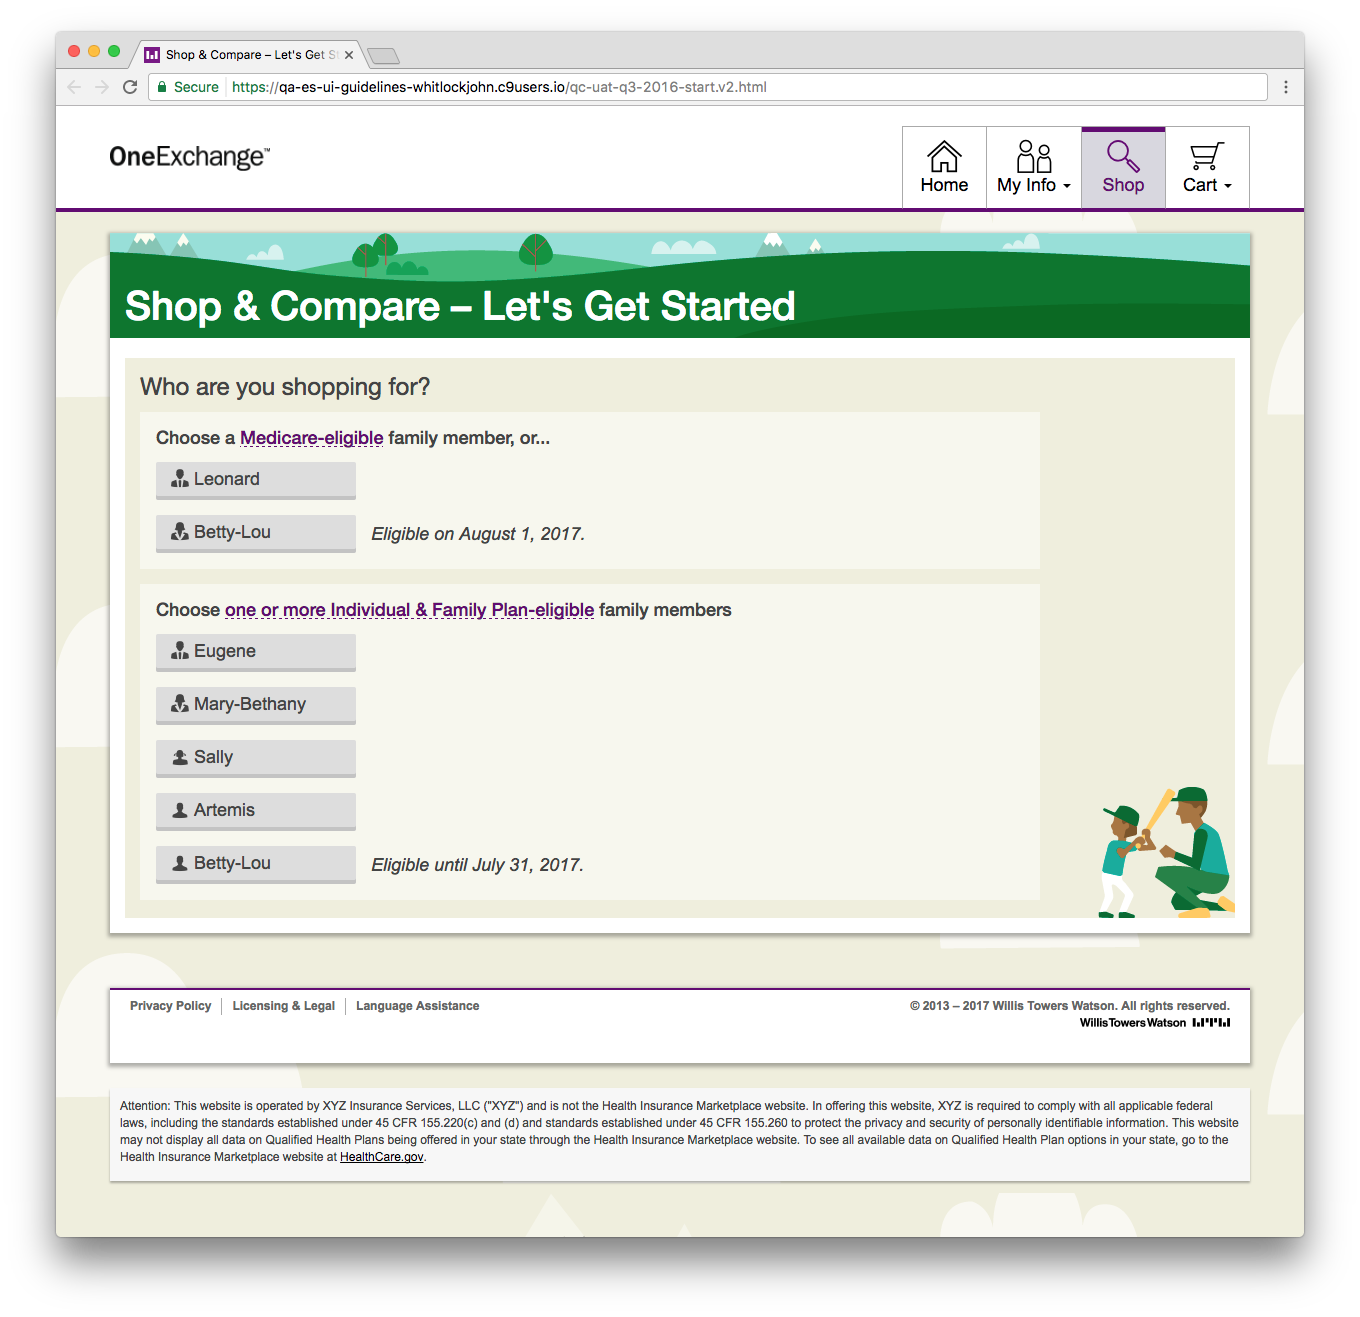 Shop & Compare – Let's Get S
Secure https://qa-es-ui-guidelines-whitlockjohn.c9users.io/qc-uat-q3-2016-start.v2.html
OneExchange™
Home
My Info
Shop
Cart
Shop & Compare – Let's Get Started
Who are you shopping for?
Choose a Medicare-eligible family member, or...
Leonard
Betty-Lou Eligible on August 1, 2017.
Choose one or more Individual & Family Plan-eligible family members
Eugene
Mary-Bethany
Sally
Artemis
Betty-Lou Eligible until July 31, 2017.
Privacy Policy Licensing & Legal Language Assistance © 2013 – 2017 Willis Towers Watson. All rights reserved.
WillisTowersWatson
Attention: This website is operated by XYZ Insurance Services, LLC ("XYZ") and is not the Health Insurance Marketplace website. In offering this website, XYZ is required to comply with all applicable federal
laws, including the standards established under 45 CFR 155.220(c) and (d) and standards established under 45 CFR 155.260 to protect the privacy and security of personally identifiable information. This website
may not display all data on Qualified Health Plans being offered in your state through the Health Insurance Marketplace website. To see all available data on Qualified Health Plan options in your state, go to the
Health Insurance Marketplace website at HealthCare.gov.